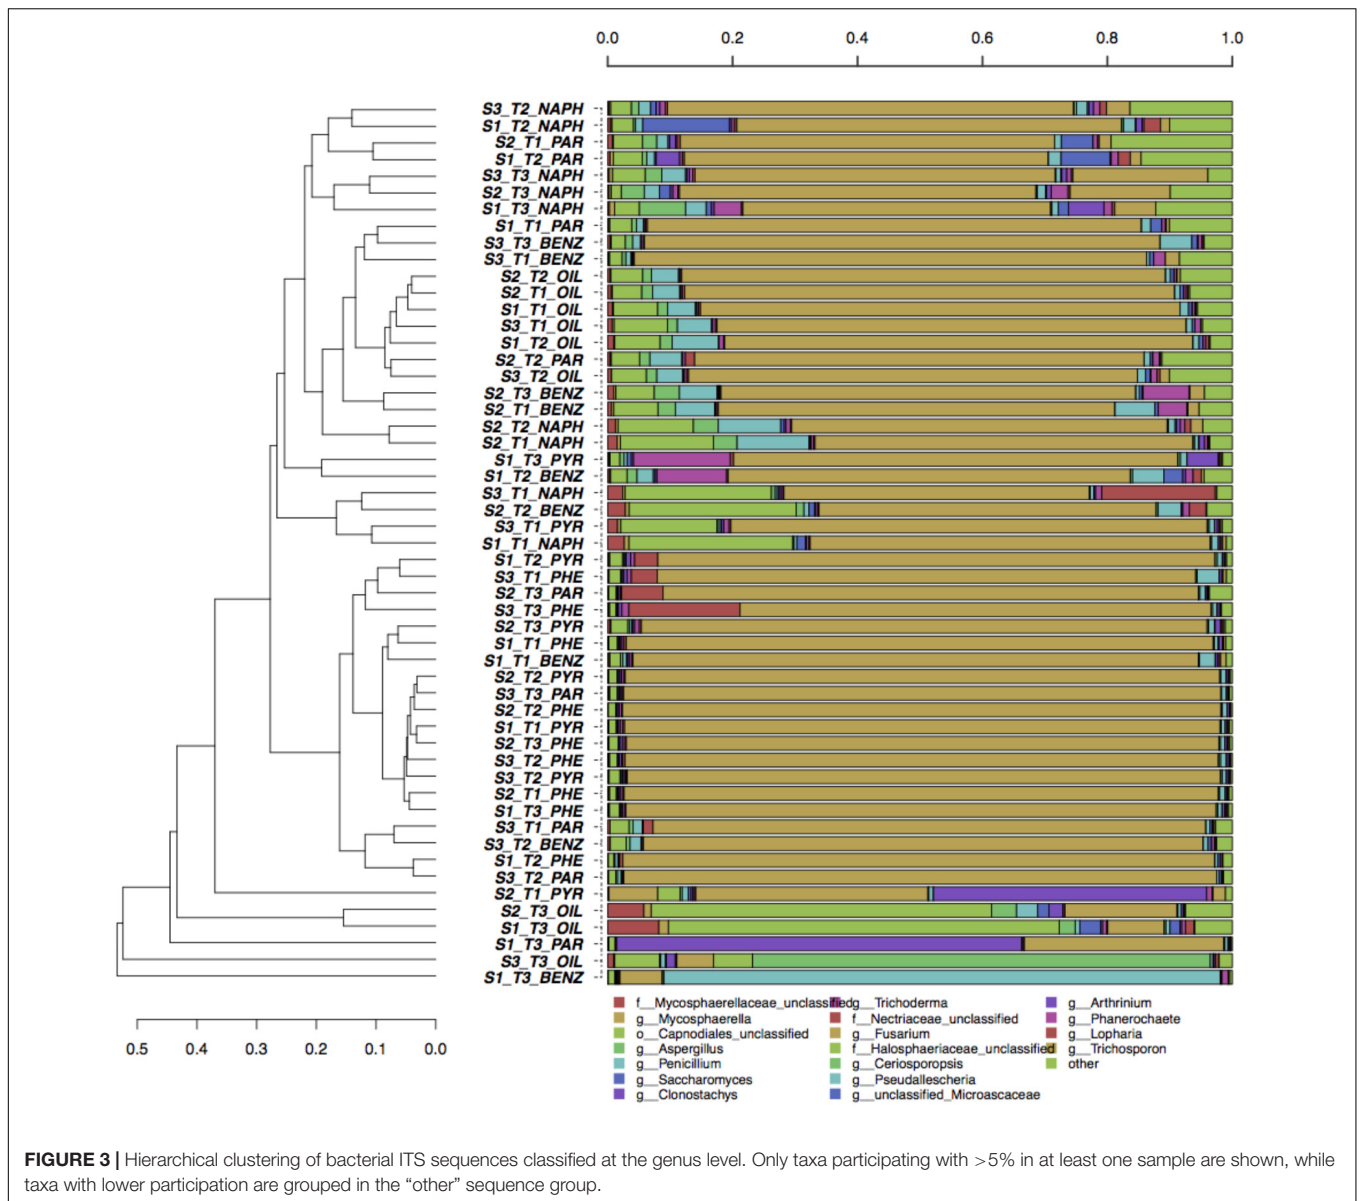 0.0 0.2 0.4 0.6 0.8 1.0
S3_T2_NAPH
S1_T2_NAPH
S2_T1_PAR
S1_T2_PAR
S3_T3_NAPH
S2_T3_NAPH
S1_T3_NAPH
S1_T1_PAR
S3_T3_BENZ
S3_T1_BENZ
S2_T2_OIL
S2_T1_OIL
S1_T1_OIL
S3_T1_OIL
S1_T2_OIL
S2_T2_PAR
S3_T2_OIL
S2_T3_BENZ
S2_T1_BENZ
S2_T2_NAPH
S2_T1_NAPH
S1_T3_PYR
S1_T2_BENZ
S3_T1_NAPH
S2_T2_BENZ
S3_T1_PYR
S1_T1_NAPH
S1_T2_PYR
S3_T1_PHE
S2_T3_PAR
S3_T3_PHE
S2_T3_PYR
S1_T1_PHE
S1_T1_BENZ
S2_T2_PYR
S3_T3_PAR
S2_T2_PHE
S1_T1_PYR
S2_T3_PHE
S3_T2_PHE
S3_T2_PYR
S2_T1_PHE
S1_T3_PHE
S3_T1_PAR
S3_T2_BENZ
S1_T2_PHE
S3_T2_PAR
S2_T1_PYR
S2_T3_OIL
S1_T3_OIL
S1_T3_PAR
S3_T3_OIL
S1_T3_BENZ
0.5 0.4 0.3 0.2 0.1 0.0
f__Mycosphaerellaceae_unclassified
g__Mycosphaerella
o__Capnodiales_unclassified
g__Aspergillus
g__Penicillium
g__Saccharomyces
g__Clonostachys
g__Trichoderma
f__Nectriaceae_unclassified
g__Fusarium
f__Halosphaeriaceae_unclassified
g__Ceriosporopsis
g__Pseudallescheria
g__unclassified_Microascaceae
g__Arthrinium
g__Phanerochaete
g__Lopharia
g__Trichosporon
other
FIGURE 3 | Hierarchical clustering of bacterial ITS sequences classified at the genus level. Only taxa participating with >5% in at least one sample are shown, while
taxa with lower participation are grouped in the “other” sequence group.